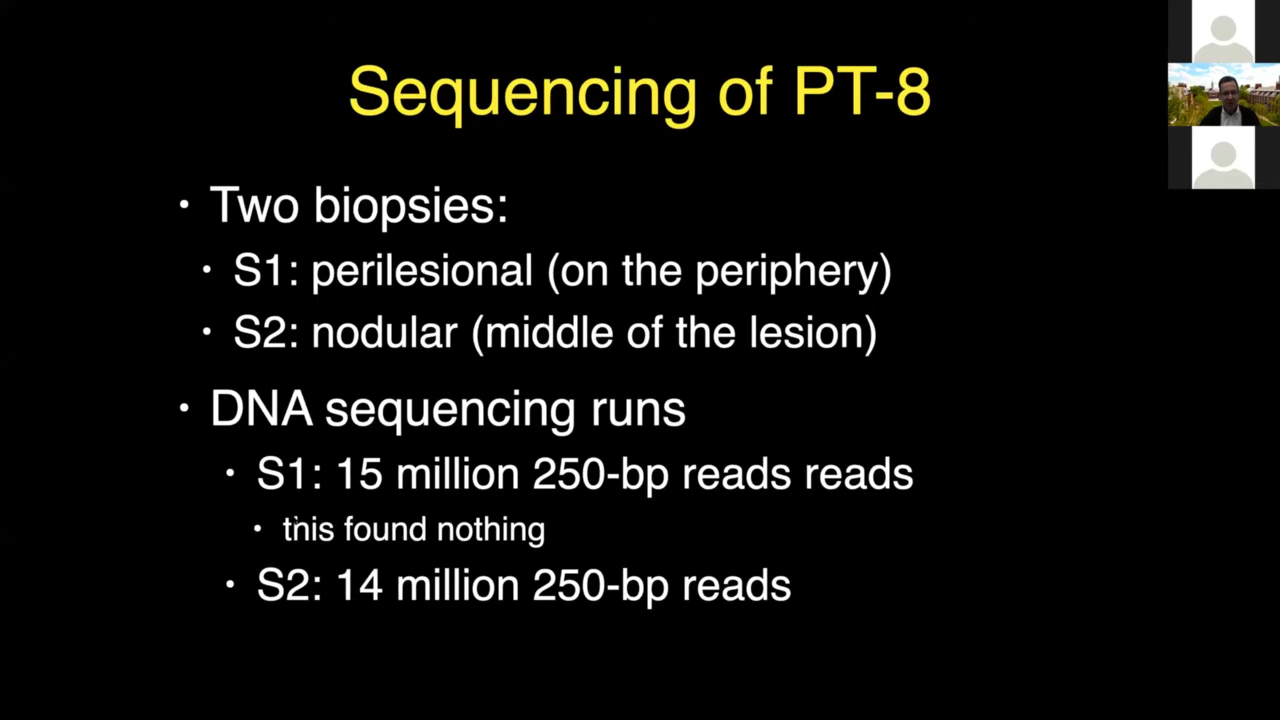 Sequencing of PT-8
• Two biopsies:
• S1: perilesional (on the periphery)
• S2: nodular (middle of the lesion)
• DNA sequencing runs
• S1: 15 million 250-bp reads reads
• this found nothing
• S2: 14 million 250-bp reads